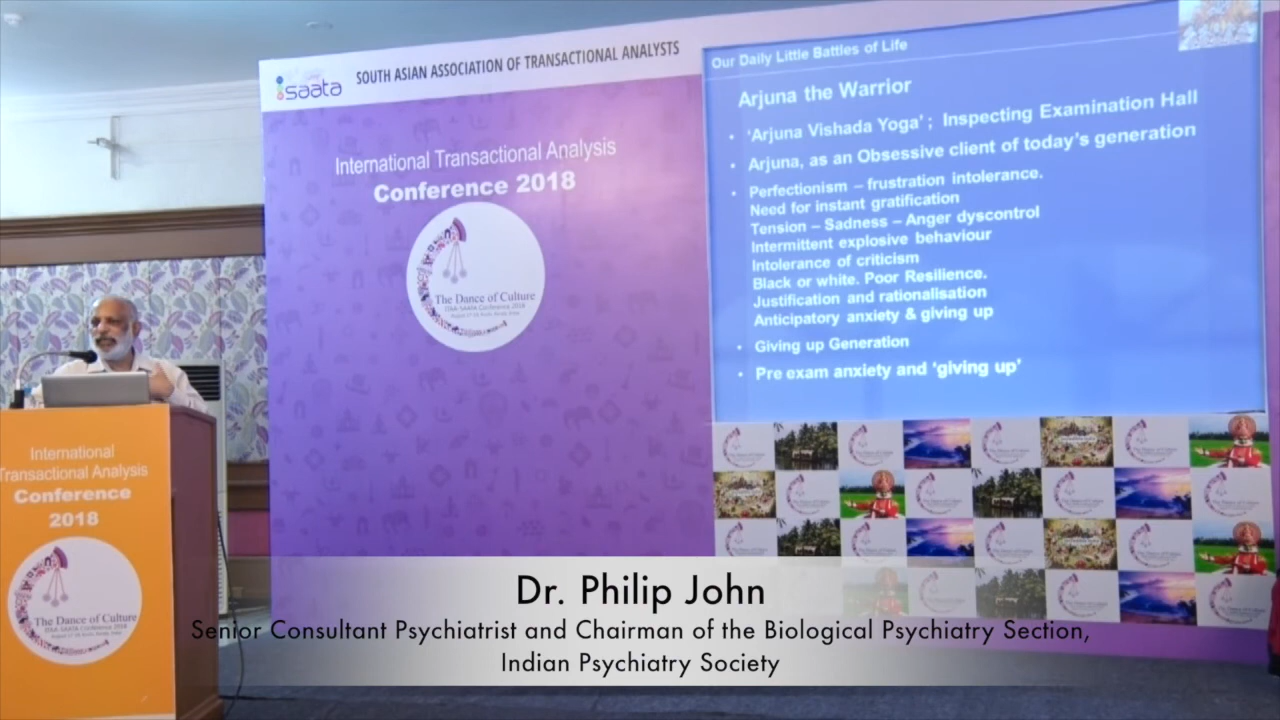 isaata
SOUTH ASIAN ASSOCIATION OF TRANSACTIONAL ANALYSTS
International Transactional Analysis
Conference 2018
The Dance of Culture
Our Daily Little Battles of Life
Arjuna the Warrior
• 'Arjuna Vishada Yoga' ; Inspecting Examination Hall
• Arjuna, as an Obsessive client of today's generation
• Perfectionism – frustration intolerance.
Need for instant gratification
Tension – Sadness – Anger dyscontrol
Intermittent explosive behaviour
Intolerance of criticism
Black or white. Poor Resilience.
Justification and rationalisation
Anticipatory anxiety & giving up
• Giving up Generation
• Pre exam anxiety and 'giving up'
International
Transactional Analysis
Conference
2018
The Dance of Culture
Dr. Philip John
Senior Consultant Psychiatrist and Chairman of the Biological Psychiatry Section,
Indian Psychiatry Society